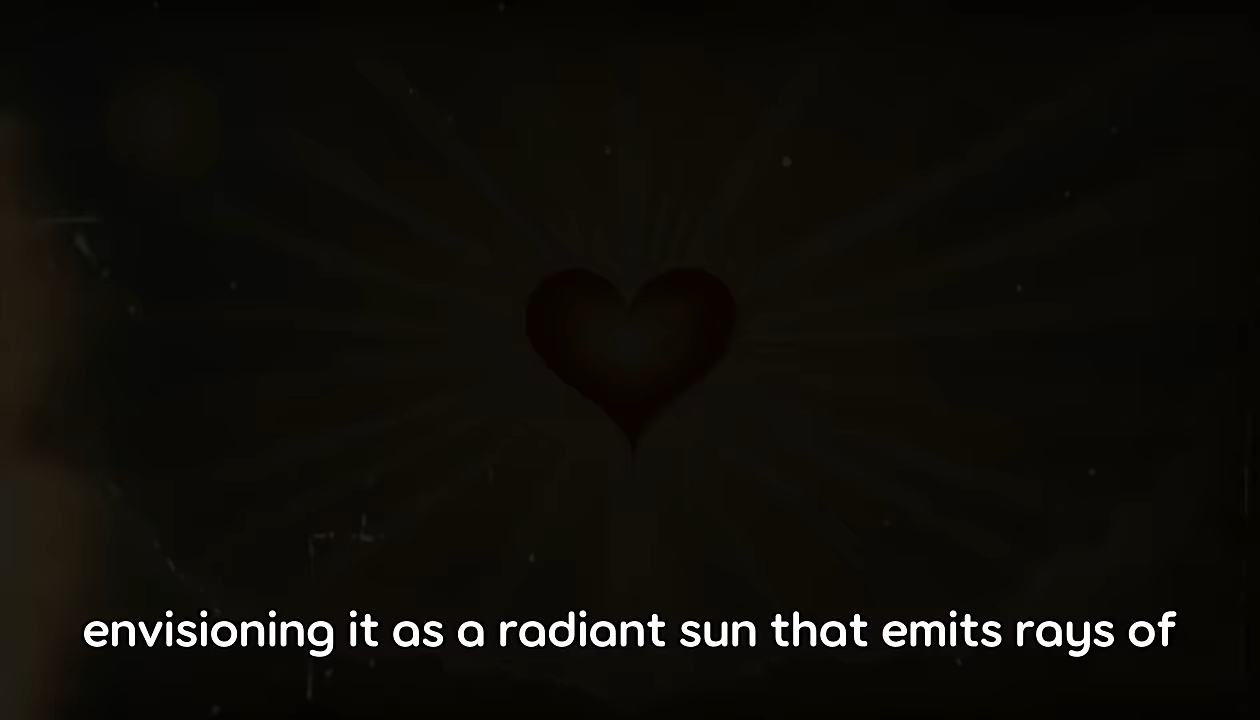 envisioning it as a radiant sun that emits rays of